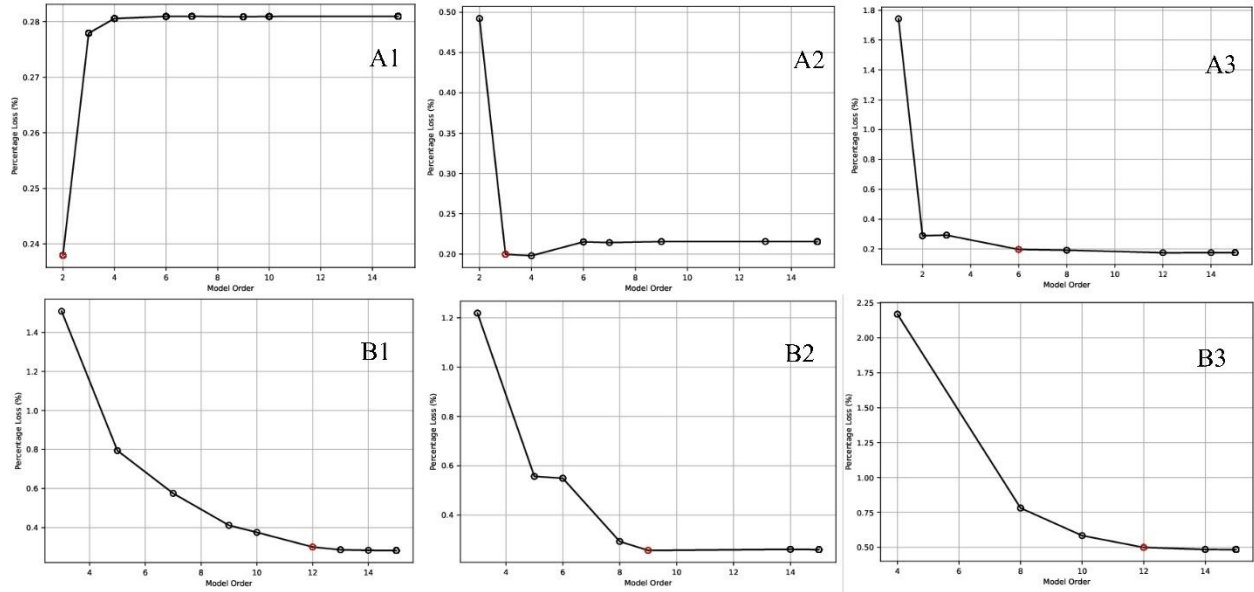 0.28
0.27
0.26
0.25
0.24
Percentage Loss (%)
2 4 6 8 10 12 14
Model Order
A1
0.50
0.45
0.40
0.35
0.30
0.25
0.20
Percentage Loss (%)
2 4 6 8 10 12 14
Model Order
A2
1.8
1.6
1.4
1.2
1.0
0.8
0.6
0.4
0.2
Percentage Loss (%)
2 4 6 8 10 12 14
Model Order
A3
1.4
1.2
1.0
0.8
0.6
0.4
Percentage Loss (%)
4 6 8 10 12 14
Model Order
B1
1.2
1.0
0.8
0.6
0.4
Percentage Loss (%)
4 6 8 10 12 14
Model Order
B2
2.25
2.00
1.75
1.50
1.25
1.00
0.75
0.50
Percentage Loss (%)
4 6 8 10 12 14
Model Order
B3